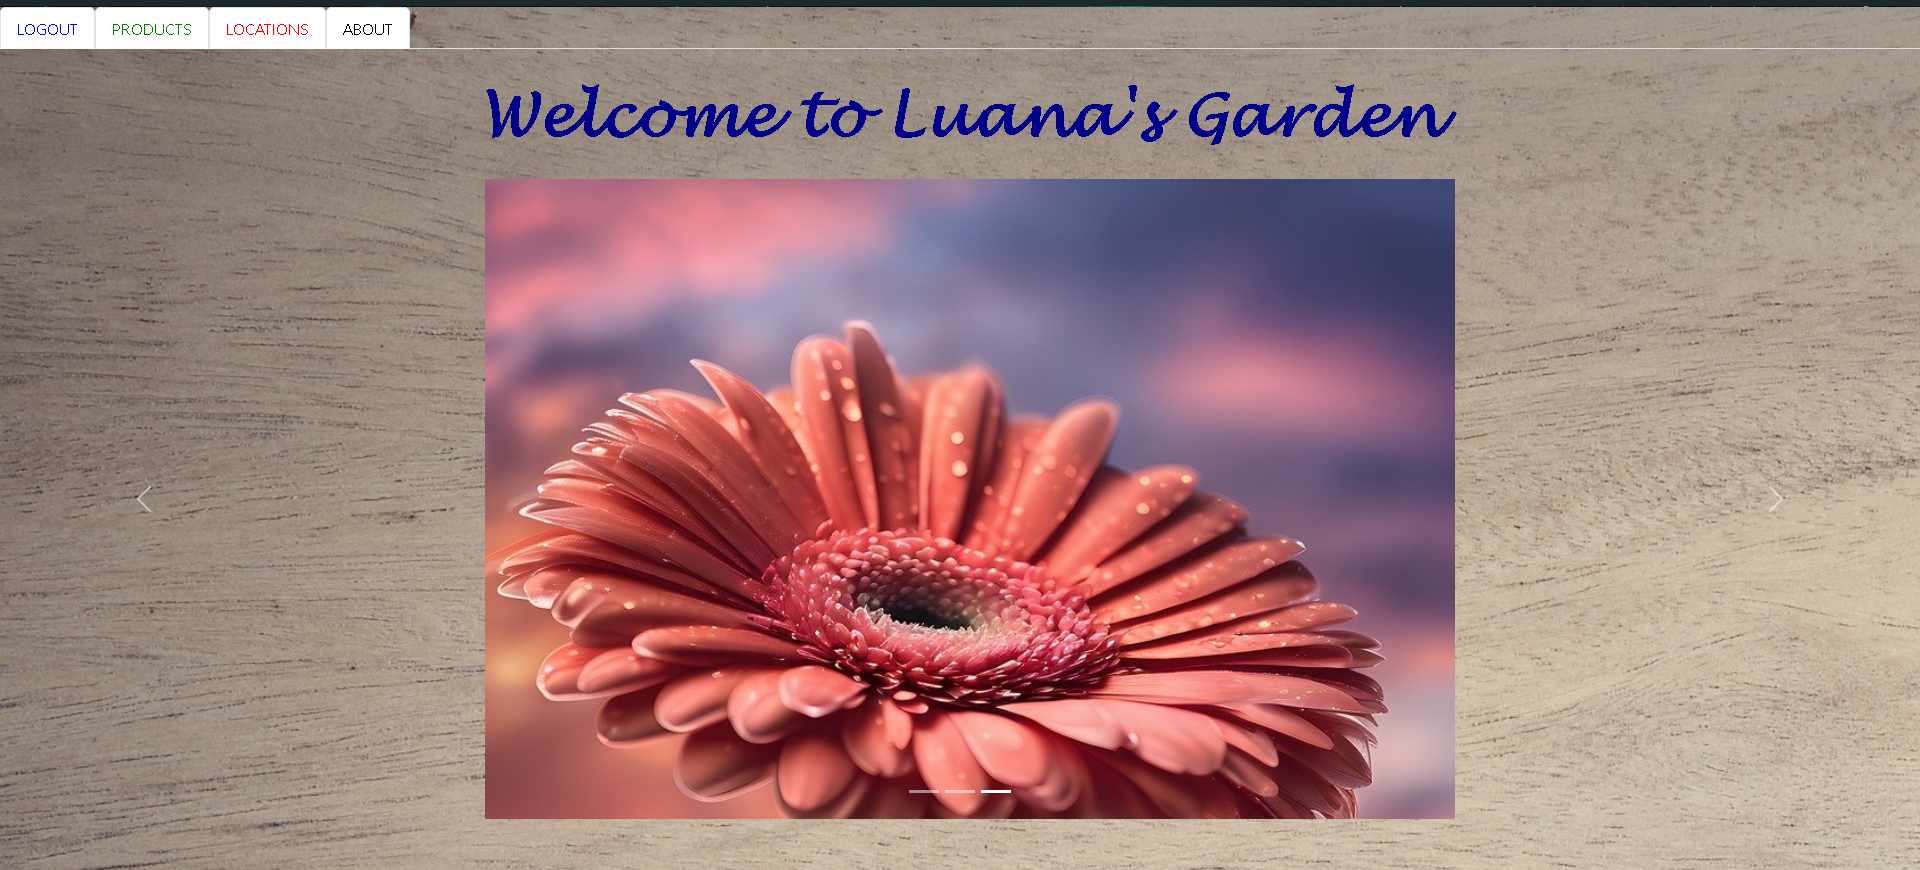 LOGOUT PRODUCTS LOCATIONS ABOUT
Welcome to Luana's Garden